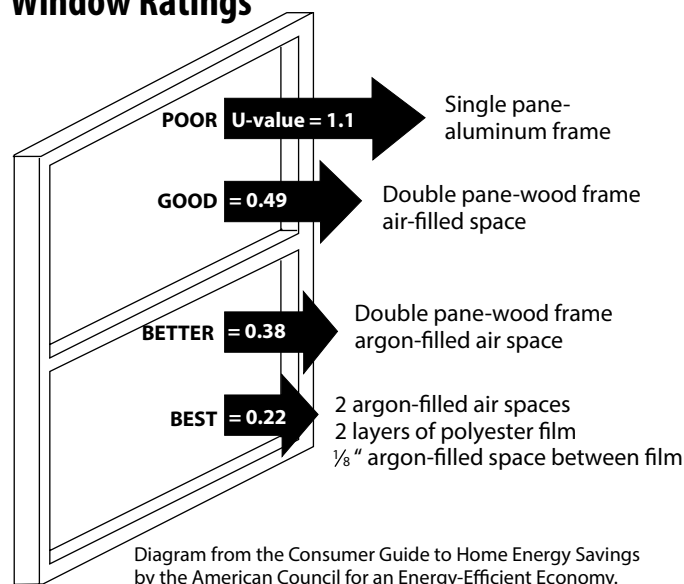 Window Ratings
POOR U-value = 1.1
Single pane-
aluminum frame
GOOD = 0.49
Double pane-wood frame
air-filled space
BETTER = 0.38
Double pane-wood frame
argon-filled air space
BEST = 0.22
2 argon-filled air spaces
2 layers of polyester film
⅛ “ argon-filled space between film
Diagram from the Consumer Guide to Home Energy Savings
by the American Council for an Energy-Efficient Economy.